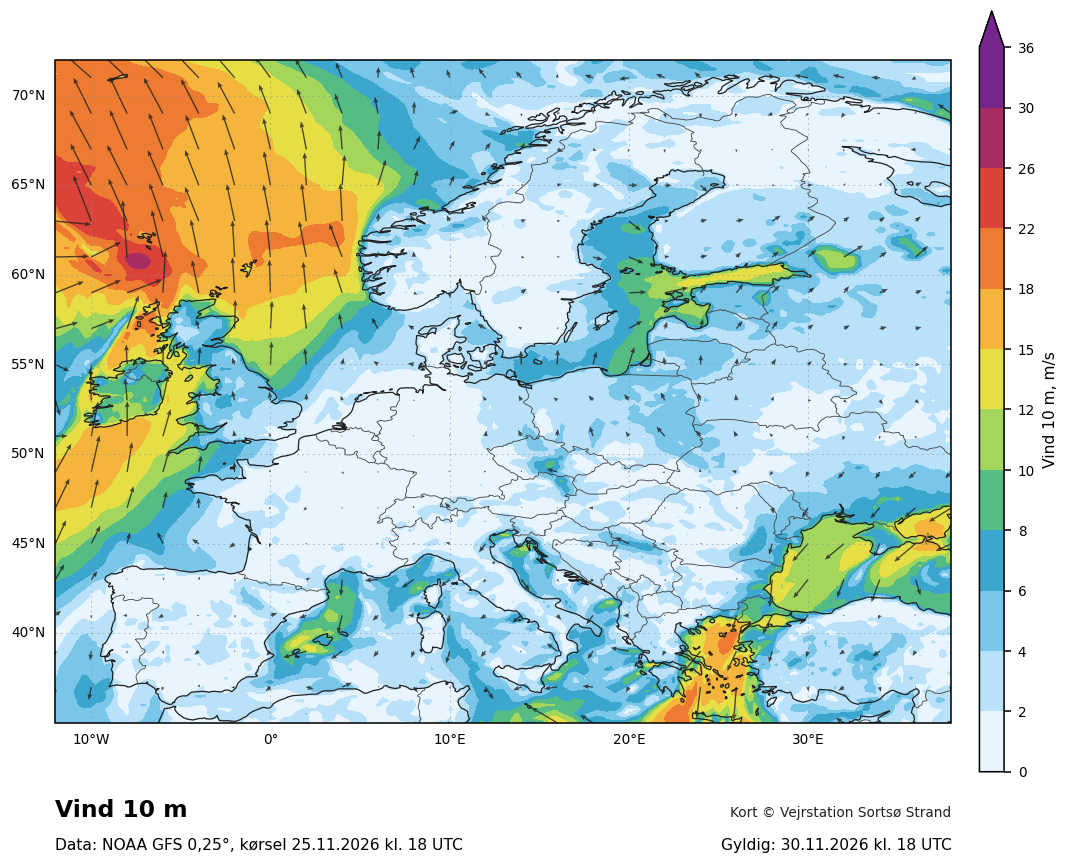 36
30
26
22
18
15
12
10
8
6
4
2
0
Vind 10 m, m/s
70°N
65°N
60°N
55°N
50°N
45°N
40°N
10°W
0°
10°E
20°E
30°E
Vind 10 m
Kort © Vejrstation Sortsø Strand
Data: NOAA GFS 0,25°, kørsel 25.11.2026 kl. 18 UTC
Gyldig: 30.11.2026 kl. 18 UTC